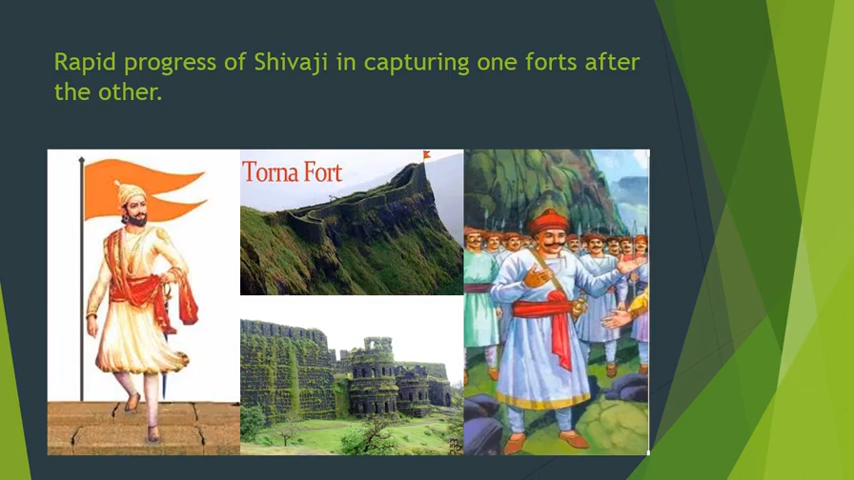 Rapid progress of Shivaji in capturing one forts after
the other.
Torna Fort